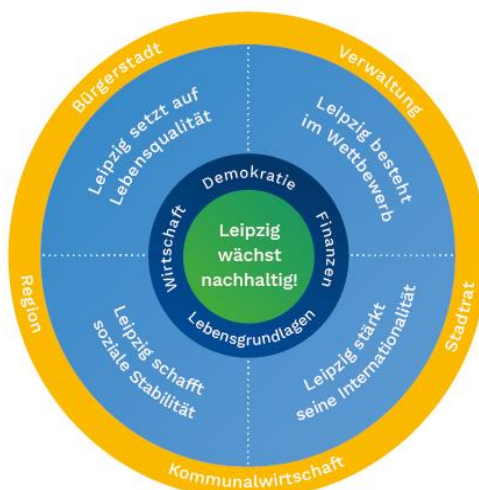 Bürgerstadt
Verwaltung
Leipzig setzt auf
Lebensqualität
Leipzig besteht
im Wettbewerb
Demokratie
Wirtschaft
Finanzen
Leipzig
wächst
nachhaltig!
Lebensgrundlagen
Region
Stadtrat
Leipzig schafft
soziale Stabilität
Leipzig stärkt
seine Internationalität
Kommunalwirtschaft